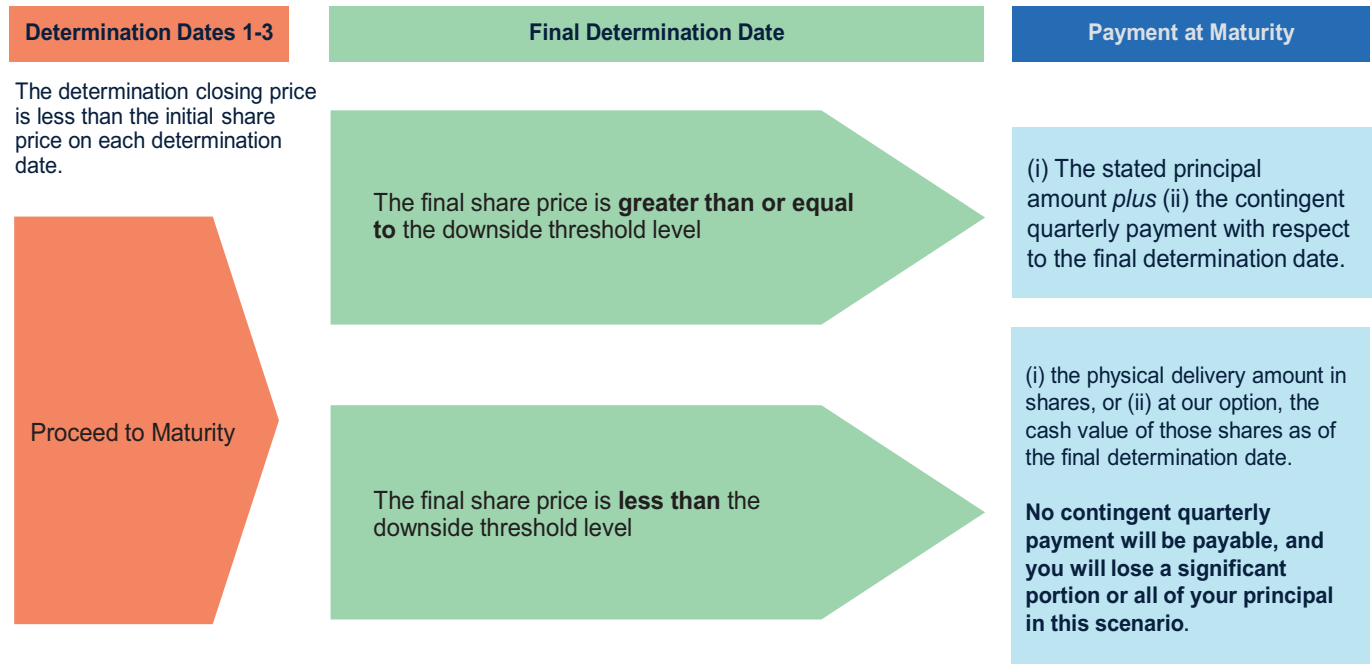 Determination Dates 1-3
Final Determination Date
Payment at Maturity
The determination closing price
is less than the initial share
price on each determination
date.
Proceed to Maturity
The final share price is greater than or equal
to the downside threshold level
(i) The stated principal
amount plus (ii) the contingent
quarterly payment with respect
to the final determination date.
The final share price is less than the
downside threshold level
(i) the physical delivery amount in
shares, or (ii) at our option, the
cash value of those shares as of
the final determination date.
No contingent quarterly
payment will be payable, and
you will lose a significant
portion or all of your principal
in this scenario.